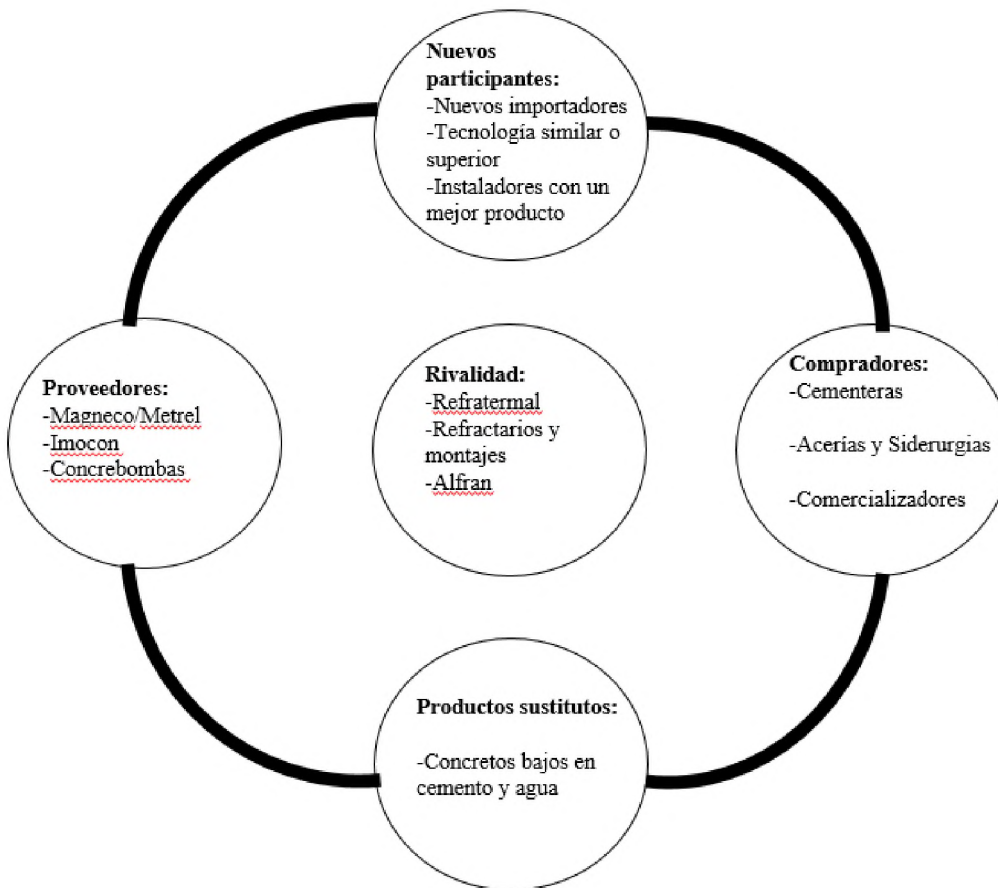 Nuevos
participantes:
-Nuevos importadores
-Tecnología similar o
superior
-Instaladores con un
mejor producto
Proveedores:
-Magneco/Metrel
-Imocon
-Concrebombas
Rivalidad:
-Refratermal
-Refractarios y
montajes
-Alfran
Compradores:
-Cementeras
-Acerías y Siderurgias
-Comercializadores
Productos sustitutos:
-Concretos bajos en
cemento y agua